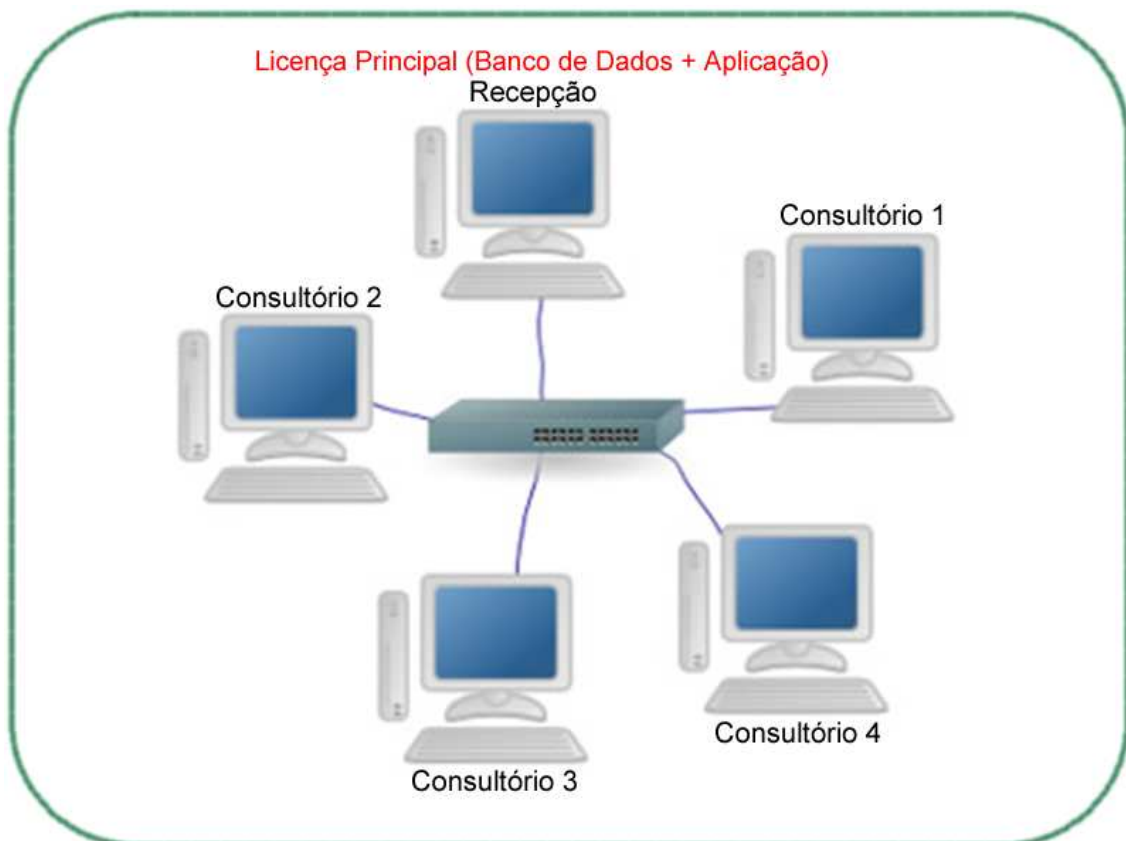 Licença Principal (Banco de Dados + Aplicação)
Recepção
Consultório 1
Consultório 2
Consultório 4
Consultório 3